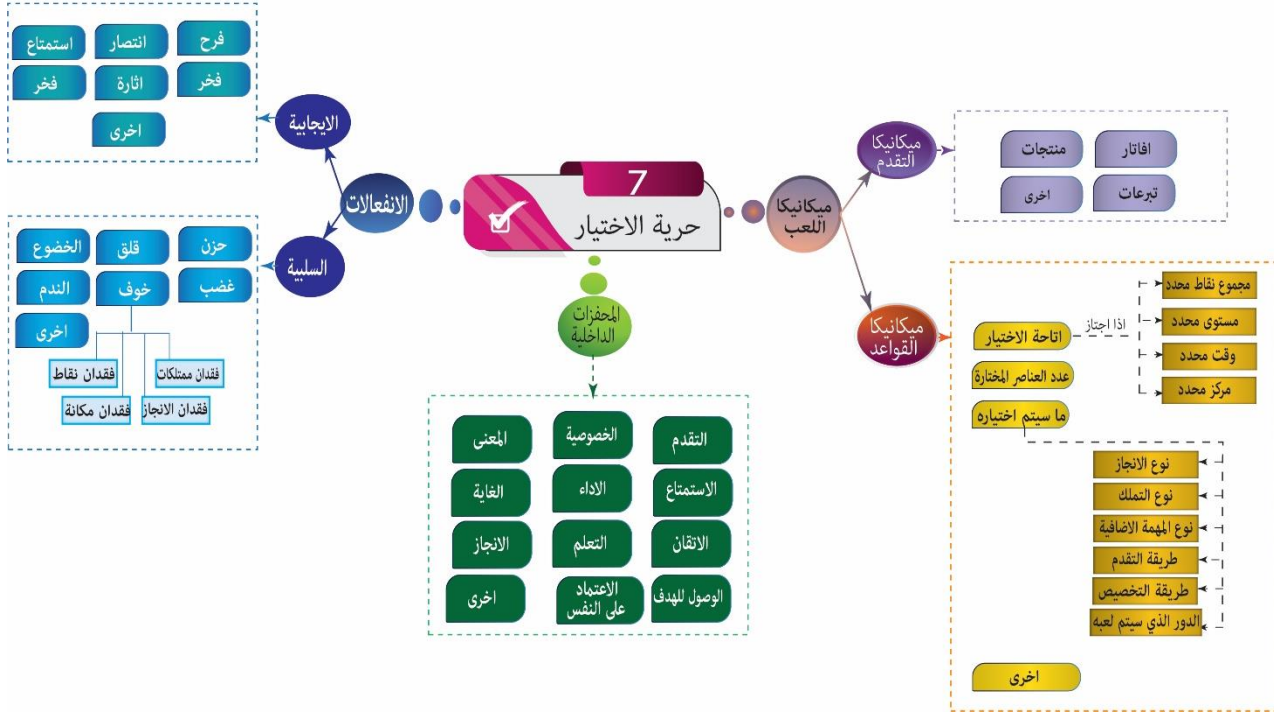 7
حرية الاختيار
ميكانيكا
اللعب
ميكانيكا
التقدم
افاتار
منتجات
تبرعات
اخرى
ميكانيكا
القواعد
اتاحة الاختيار
اذا اجتاز
مجموع نقاط محدد
مستوى محدد
وقت محدد
مركز محدد
عدد العناصر المختارة
ما سيتم اختياره
نوع الانجاز
نوع التملك
نوع المهمة الاضافية
طريقة التقدم
طريقة التخصيص
الدور الذي سيتم لعبه
اخرى
المحفزات
الداخلية
التقدم
الخصوصية
المعنى
الاستمتاع
الاداء
الغاية
الاتقان
التعلم
الانجاز
الوصول للهدف
الاعتماد
على النفس
اخرى
الانفعالات
الايجابية
فرح
انتصار
استمتاع
فخر
اثارة
فخر
اخرى
السلبية
حزن
قلق
الخضوع
غضب
خوف
الندم
اخرى
فقدان ممتلكات
فقدان نقاط
فقدان الانجاز
فقدان مكانة